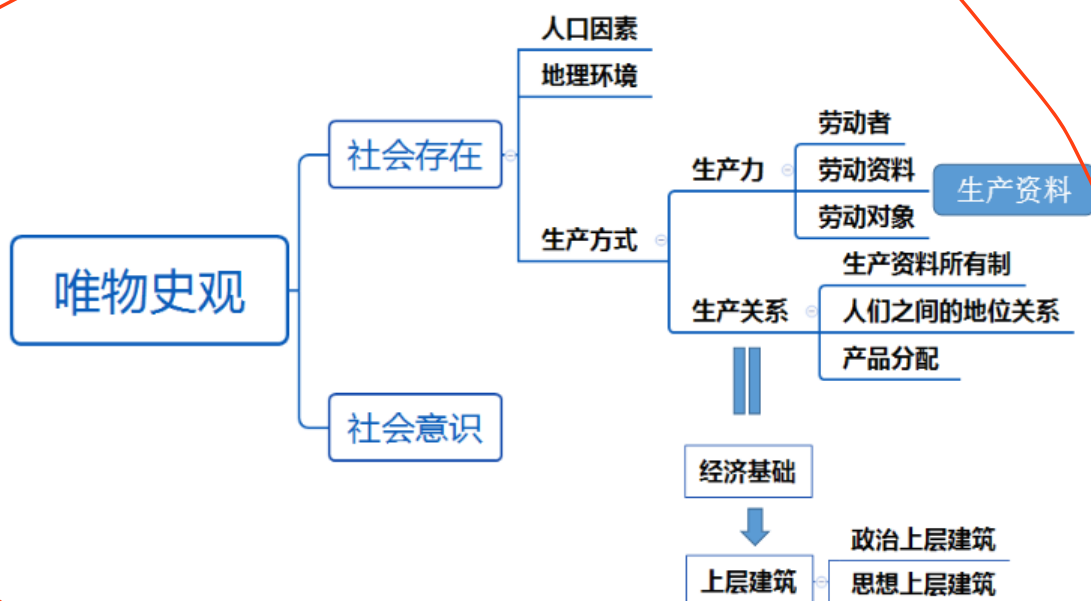 人口因素
地理环境
社会存在
劳动者
生产力
劳动资料
生产资料
劳动对象
生产方式
生产资料所有制
唯物史观
生产关系
人们之间的地位关系
产品分配
社会意识
经济基础
政治上层建筑
上层建筑
思想上层建筑